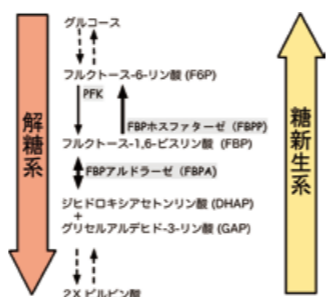 グルコース
フルクトース-6-リン酸 (F6P)
PFK
FBPホスファターゼ（FBPP）
フルクトース-1,6-ビスリン酸 (FBP)
FBPアルドラーゼ（FBPA）
ジヒドロキシアセトンリン酸 (DHAP)
+
グリセルアルデヒド-3-リン酸 (GAP)
2X ピルビン酸
解糖系
糖新生系